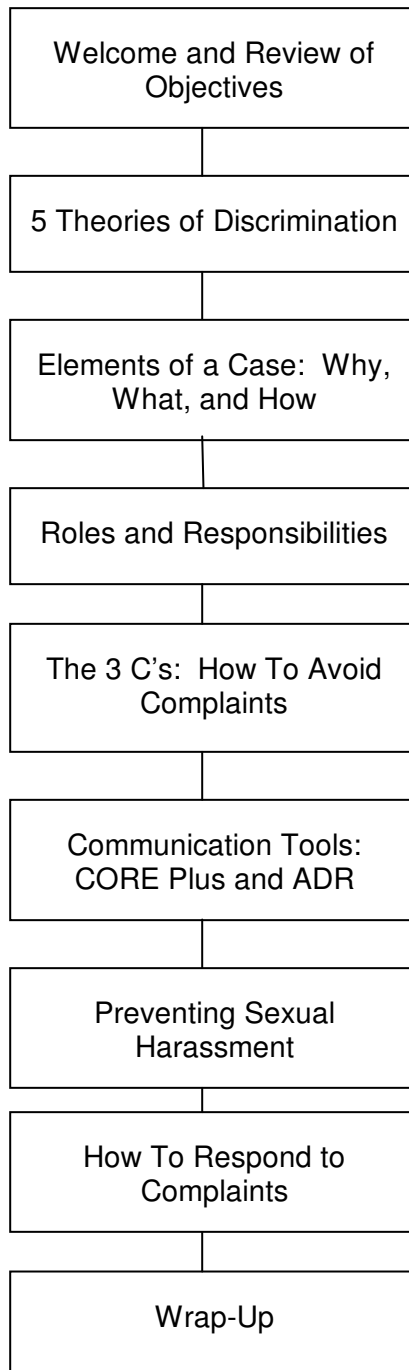 Welcome and Review of
Objectives
5 Theories of Discrimination
Elements of a Case:  Why,
What, and How
Roles and Responsibilities
The 3 C's:  How To Avoid
Complaints
Communication Tools:
CORE Plus and ADR
Preventing Sexual
Harassment
How To Respond to
Complaints
Wrap-Up